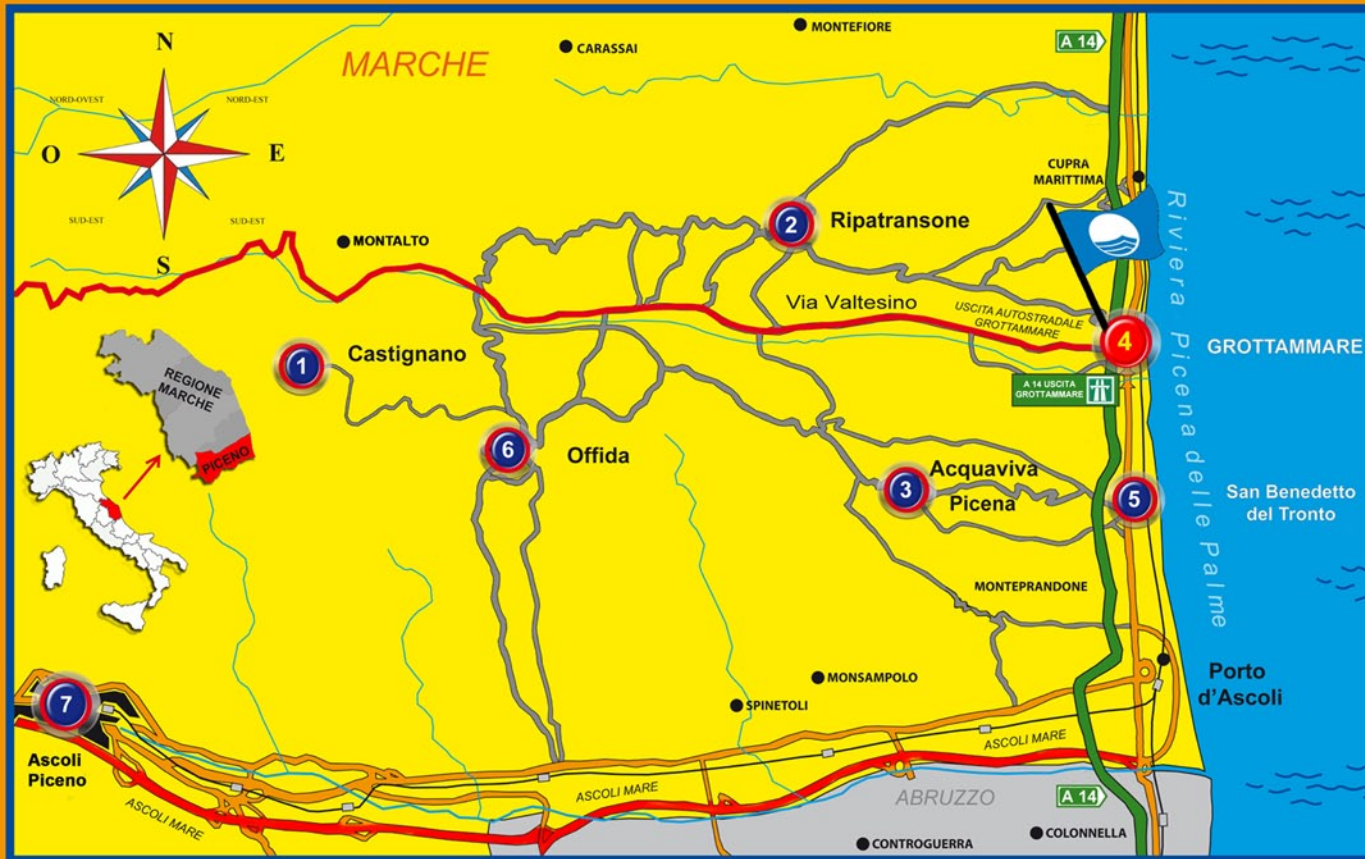 MONTEFIORE
CARASSAI
A 14
MARCHE
N
NORD-OVEST
NORD-EST
O
E
SUD-EST
SUD-EST
S
CUPRA
MARITTIMA
2
Ripatransone
MONTALTO
Via Valtesino
USCITA AUTOSTRADALE
GROTTAMMARE
4
GROTTAMMARE
Riviera Picena delle Palme
1
Castignano
REGIONE
MARCHE
PICENO
A 14 USCITA
GROTTAMMARE
6
Offida
3
Acquaviva
Picena
5
San Benedetto
del Tronto
MONTEPRANDONE
Porto
d'Ascoli
MONSAMPOLO
SPINETOLI
7
Ascoli
Piceno
ASCOLI MARE
ASCOLI MARE
ASCOLI MARE
ABRUZZO
A 14
CONTROGUERRA
COLONNELLA